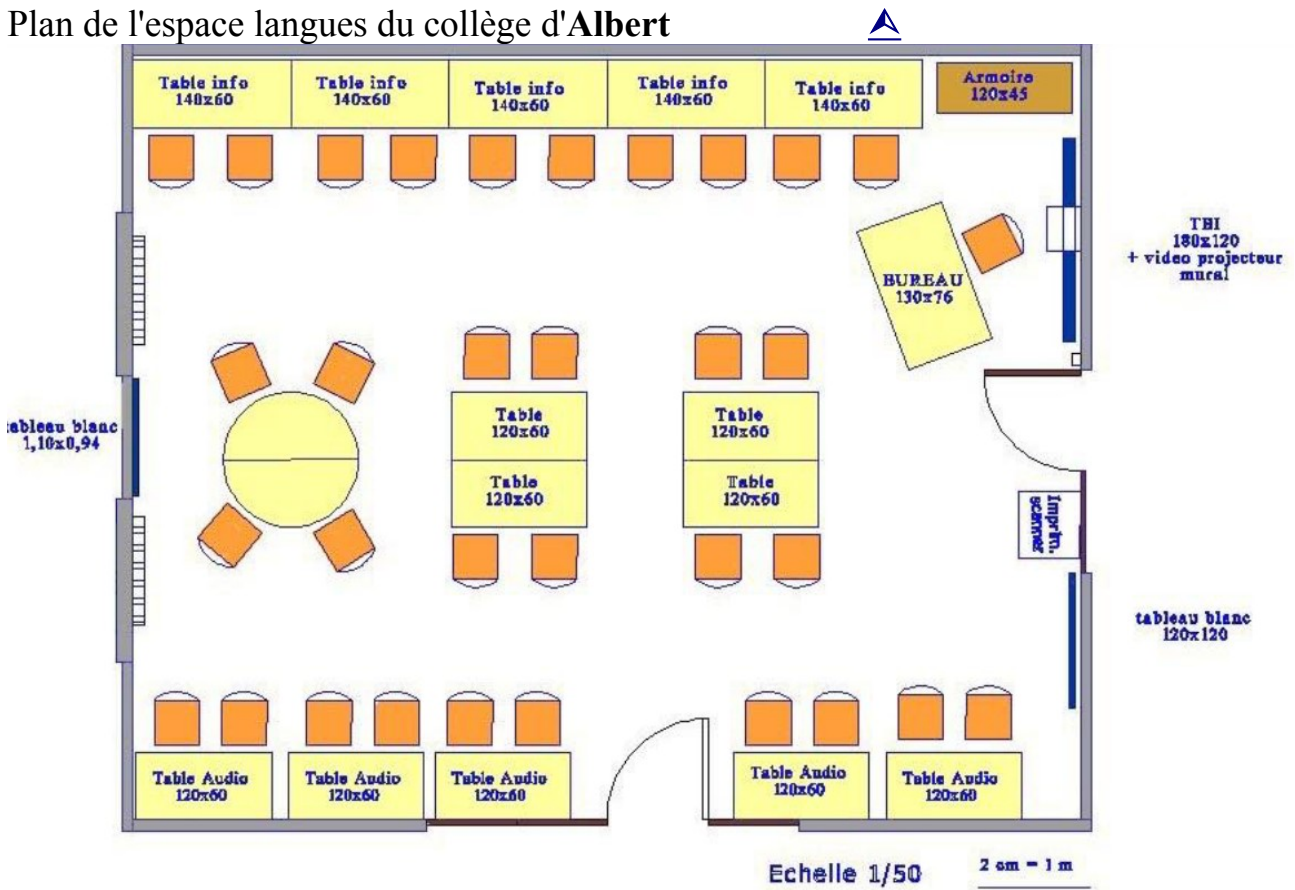 Plan de l'espace langues du collège d'Albert
Table info
140x60
Table info
140x60
Table info
140x60
Table info
140x60
Table info
140x60
Armoire
120x45
TBI
180x120
+ video projecteur
mural
BUREAU
130x76
ableau blanc
1,10x0,94
Table
120x60
Table
120x60
Table
120x60
Table
120x60
Imprim.
scanner
tableau blanc
120x120
Table Audio
120x60
Table Audio
120x60
Table Audio
120x60
Table Audio
120x60
Table Audio
120x60
Echelle 1/50
2 cm = 1 m